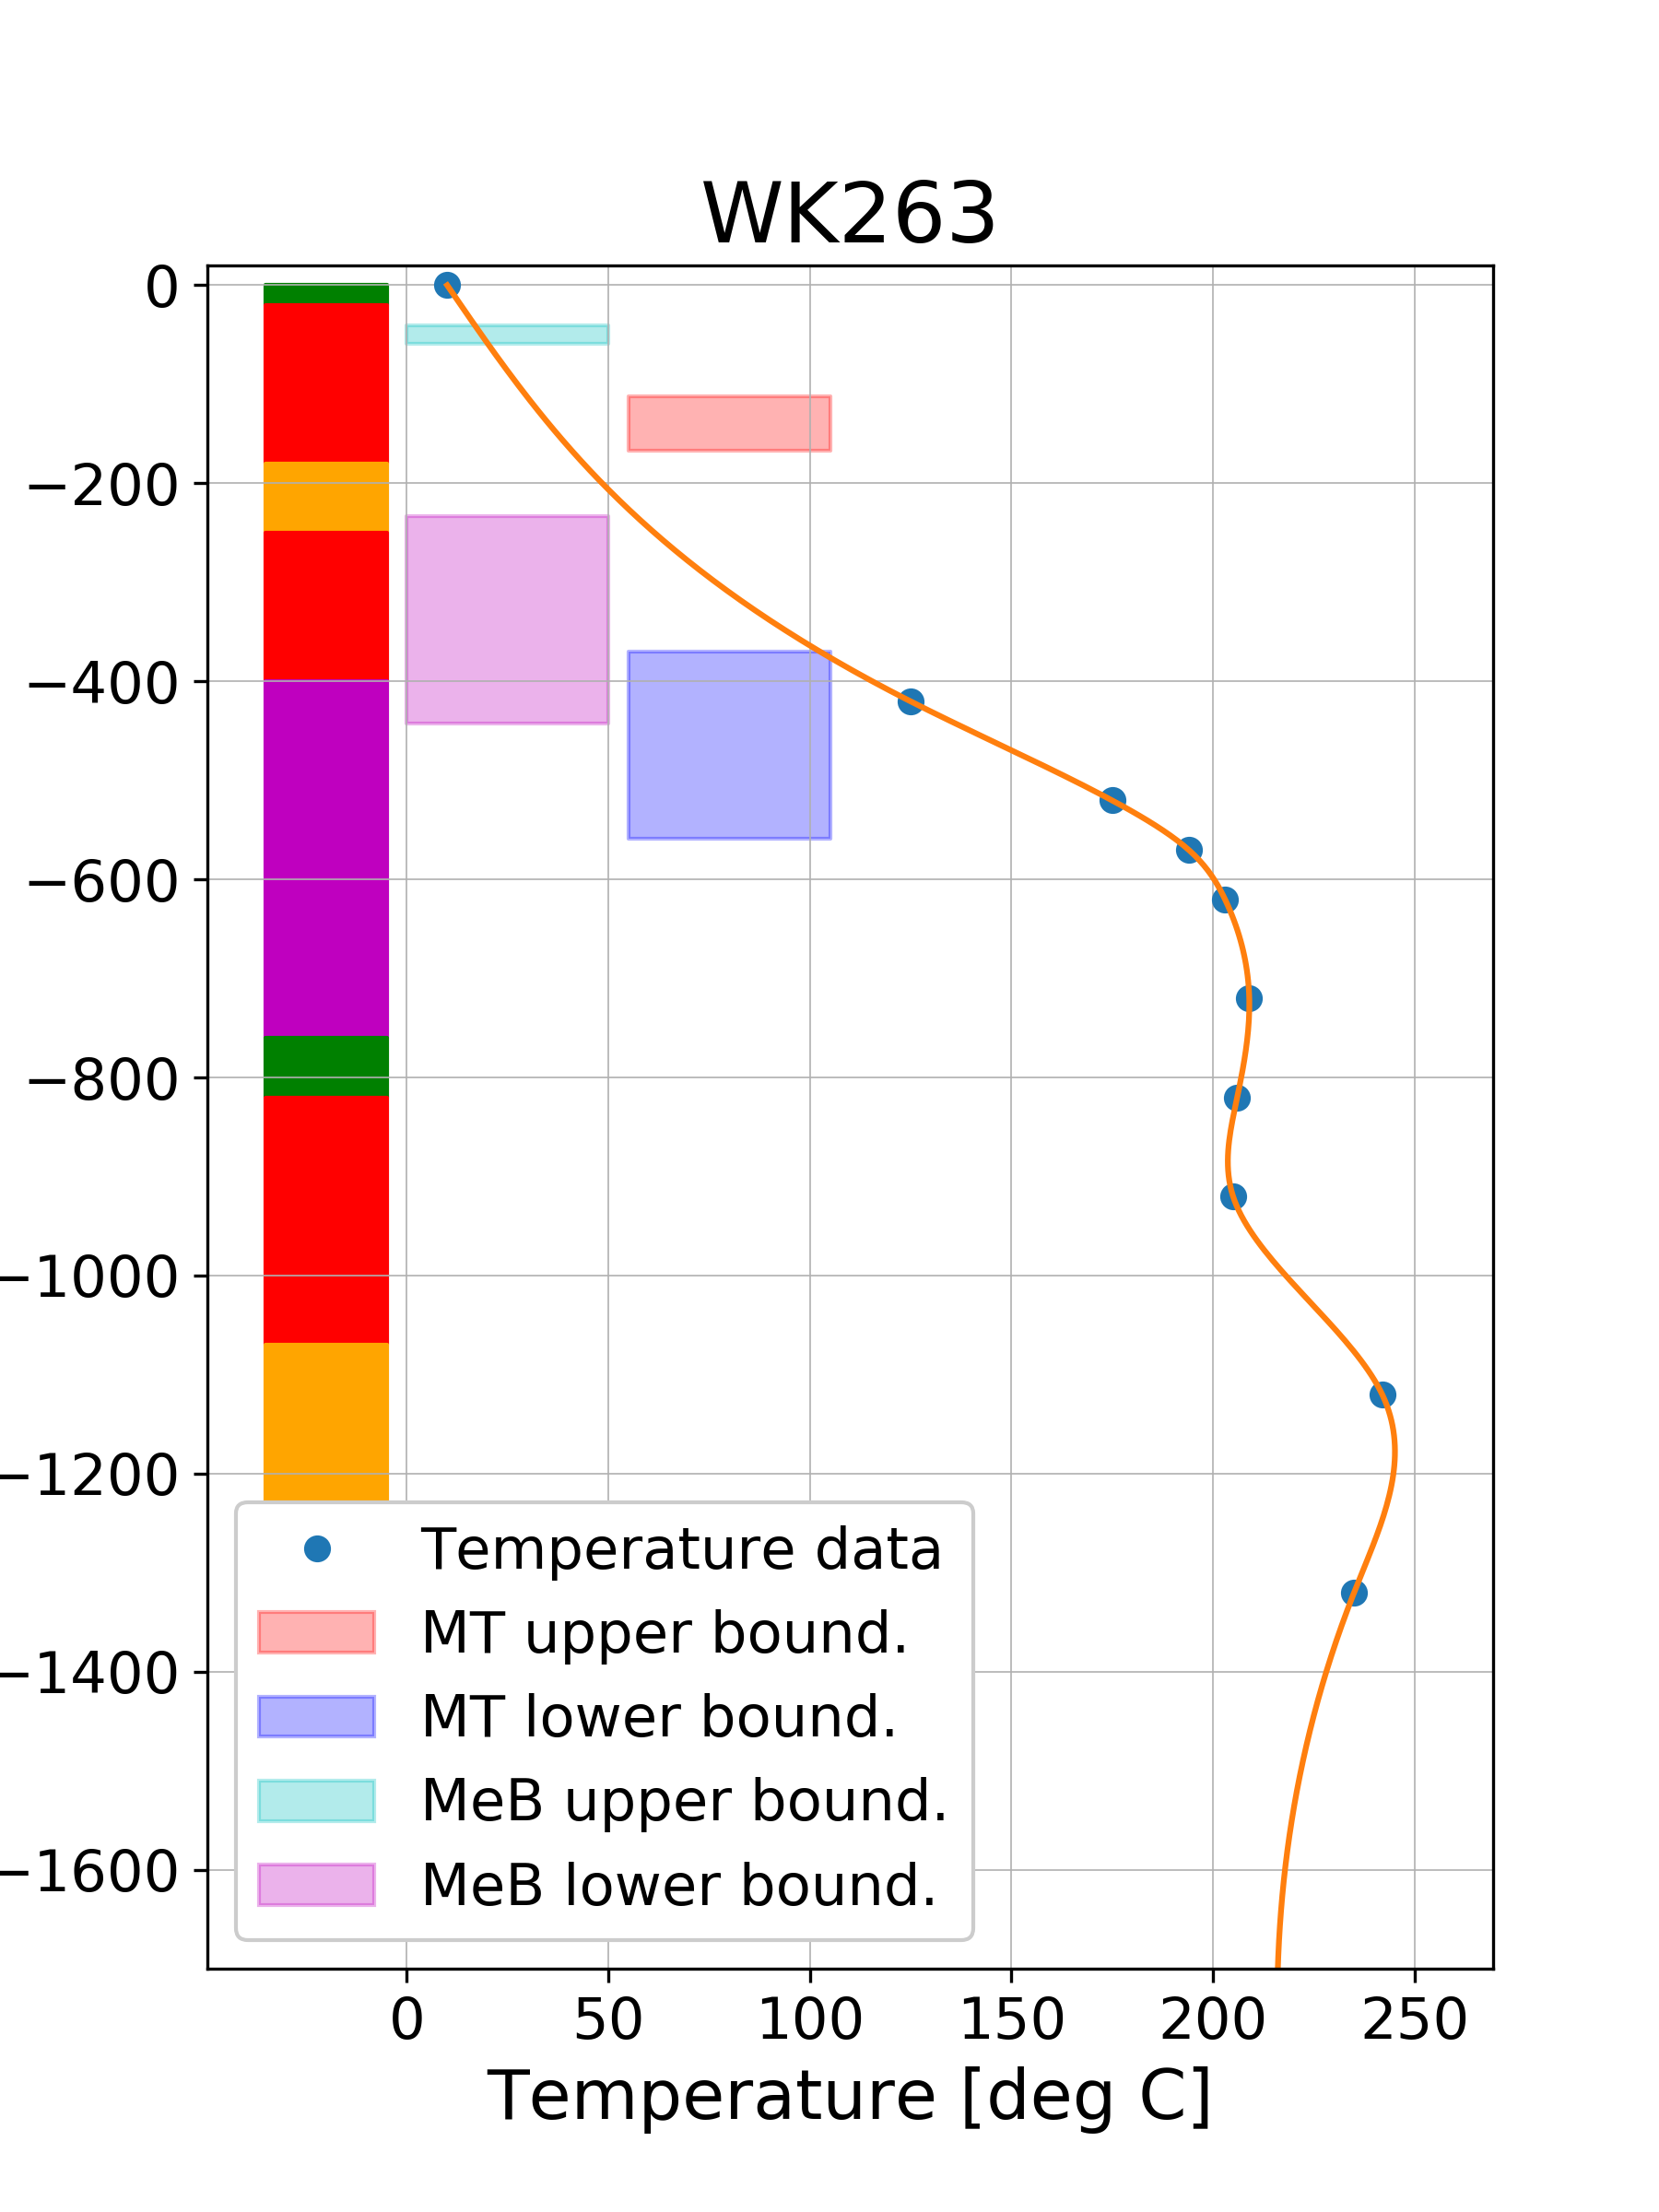 WK263
0
−200
−400
−600
−800
−1000
−1200
−1400
−1600
Temperature data
MT upper bound.
MT lower bound.
MeB upper bound.
MeB lower bound.
0 50 100 150 200 250
Temperature [deg C]